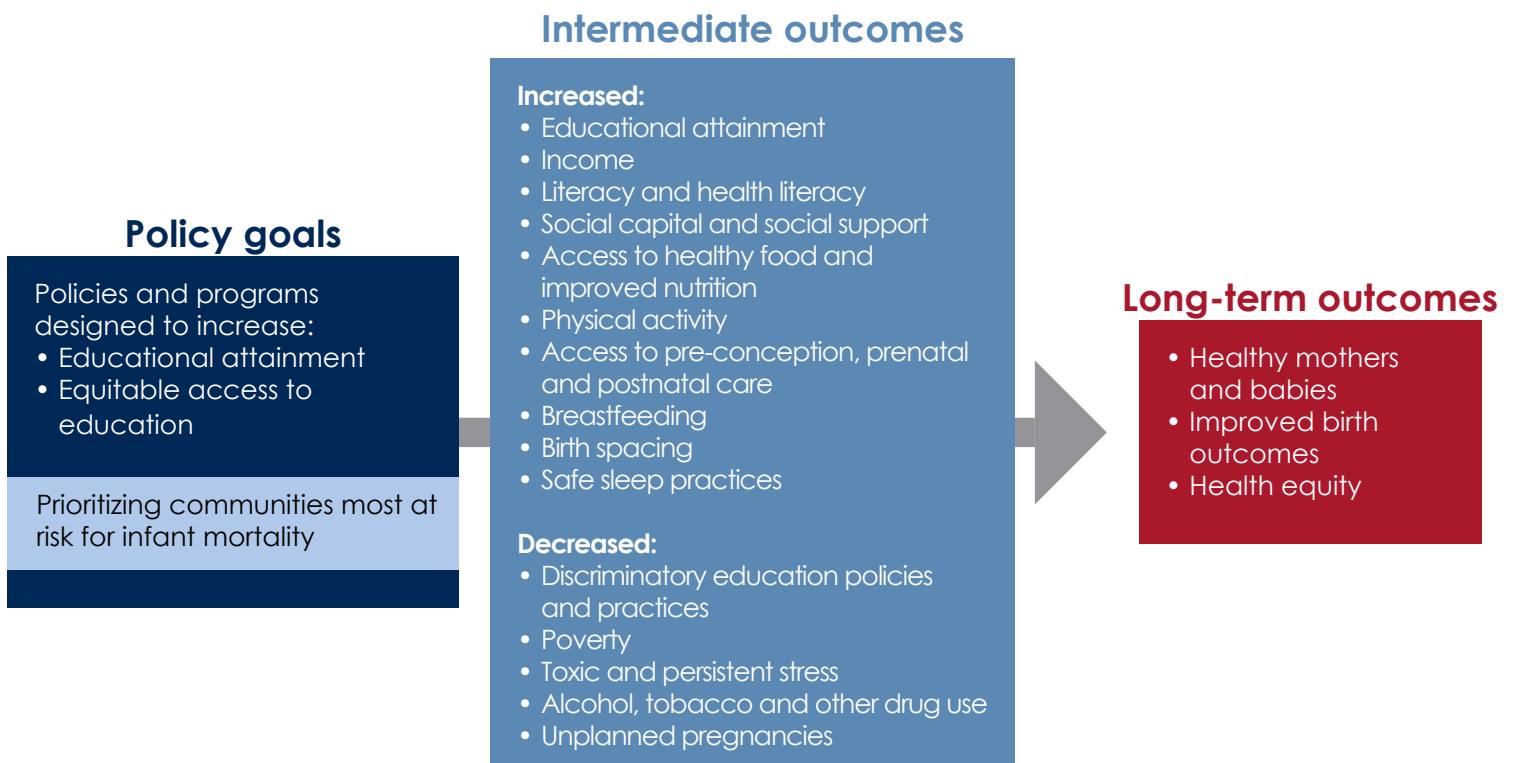 Intermediate outcomes
Increased:
• Educational attainment
• Income
• Literacy and health literacy
• Social capital and social support
• Access to healthy food and
improved nutrition
• Physical activity
• Access to pre-conception, prenatal
and postnatal care
• Breastfeeding
• Birth spacing
• Safe sleep practices
Decreased:
• Discriminatory education policies
and practices
• Poverty
• Toxic and persistent stress
• Alcohol, tobacco and other drug use
• Unplanned pregnancies
Policy goals
Policies and programs
designed to increase:
• Educational attainment
• Equitable access to
education
Prioritizing communities most at
risk for infant mortality
Long-term outcomes
• Healthy mothers
and babies
• Improved birth
outcomes
• Health equity